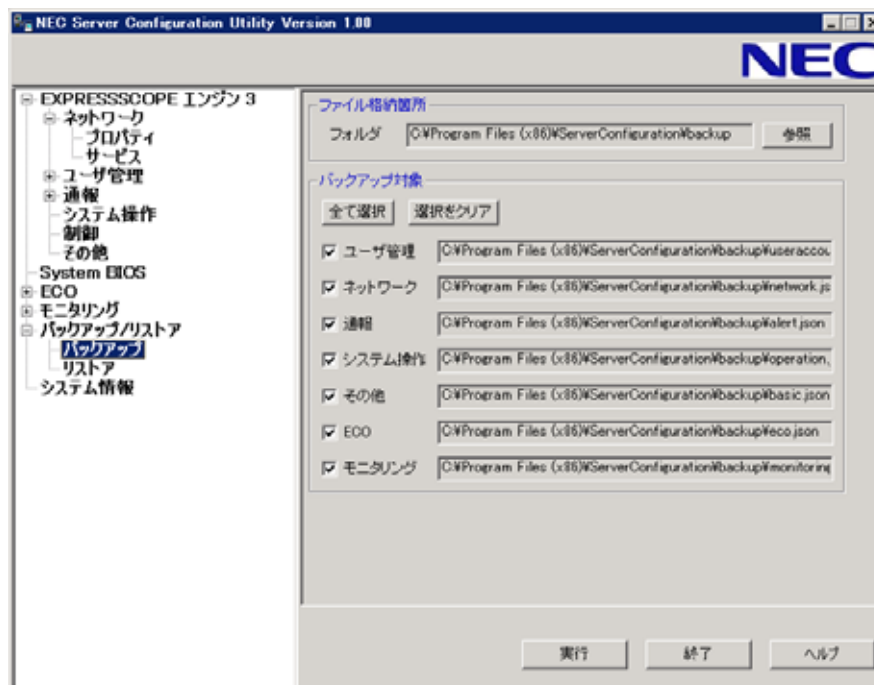 NEC Server Configuration Utility Version 1.00
NEC
EXPRESSSCOPE エンジン 3
ネットワーク
プロパティ
サービス
ユーザ管理
通報
システム操作
制御
その他
System BIOS
ECO
モニタリング
バックアップ/リストア
バックアップ
リストア
システム情報
ファイル格納箇所
フォルダ C:¥Program Files (x86)¥ServerConfiguration¥backup 参照
バックアップ対象
全て選択 選択をクリア
ユーザ管理 C:¥Program Files (x86)¥ServerConfiguration¥backup¥useraccou
ネットワーク C:¥Program Files (x86)¥ServerConfiguration¥backup¥network.js
通報 C:¥Program Files (x86)¥ServerConfiguration¥backup¥alert.json
システム操作 C:¥Program Files (x86)¥ServerConfiguration¥backup¥operation.
その他 C:¥Program Files (x86)¥ServerConfiguration¥backup¥basic.json
ECO C:¥Program Files (x86)¥ServerConfiguration¥backup¥eco.json
モニタリング C:¥Program Files (x86)¥ServerConfiguration¥backup¥monitoring
実行 終了 ヘルプ